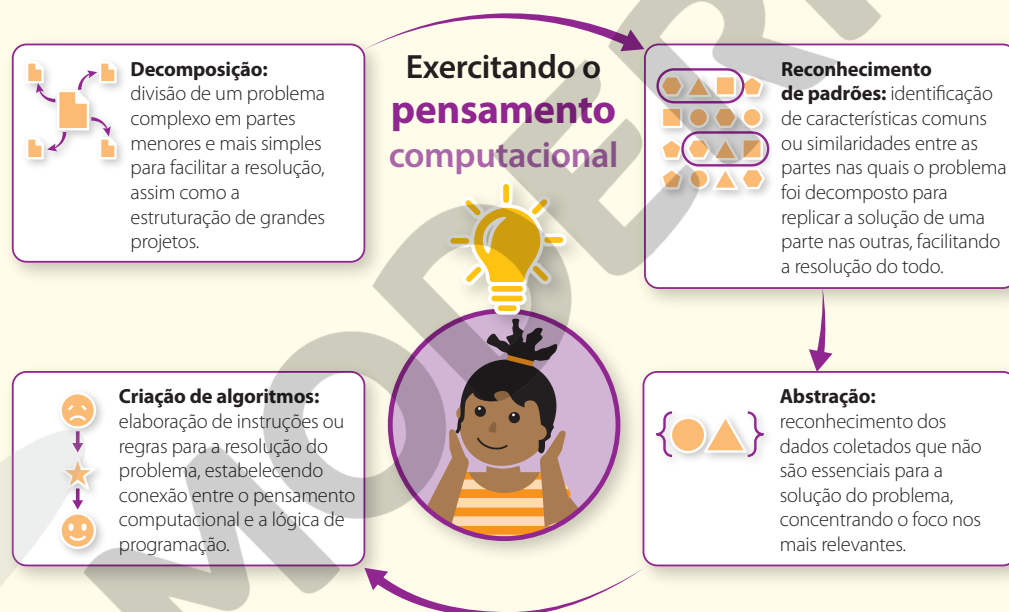 Exercitando o
pensamento
computacional
Decomposição:
divisão de um problema
complexo em partes
menores e mais simples
para facilitar a resolução,
assim como a
estruturação de grandes
projetos.
Reconhecimento
de padrões: identificação
de características comuns
ou similaridades entre as
partes nas quais o problema
foi decomposto para
replicar a solução de uma
parte nas outras, facilitando
a resolução do todo.
Abstração:
reconhecimento dos
dados coletados que não
são essenciais para a
solução do problema,
concentrando o foco nos
mais relevantes.
Criação de algoritmos:
elaboração de instruções ou
regras para a resolução do
problema, estabelecendo
conexão entre o pensamento
computacional e a lógica de
programação.
MODER